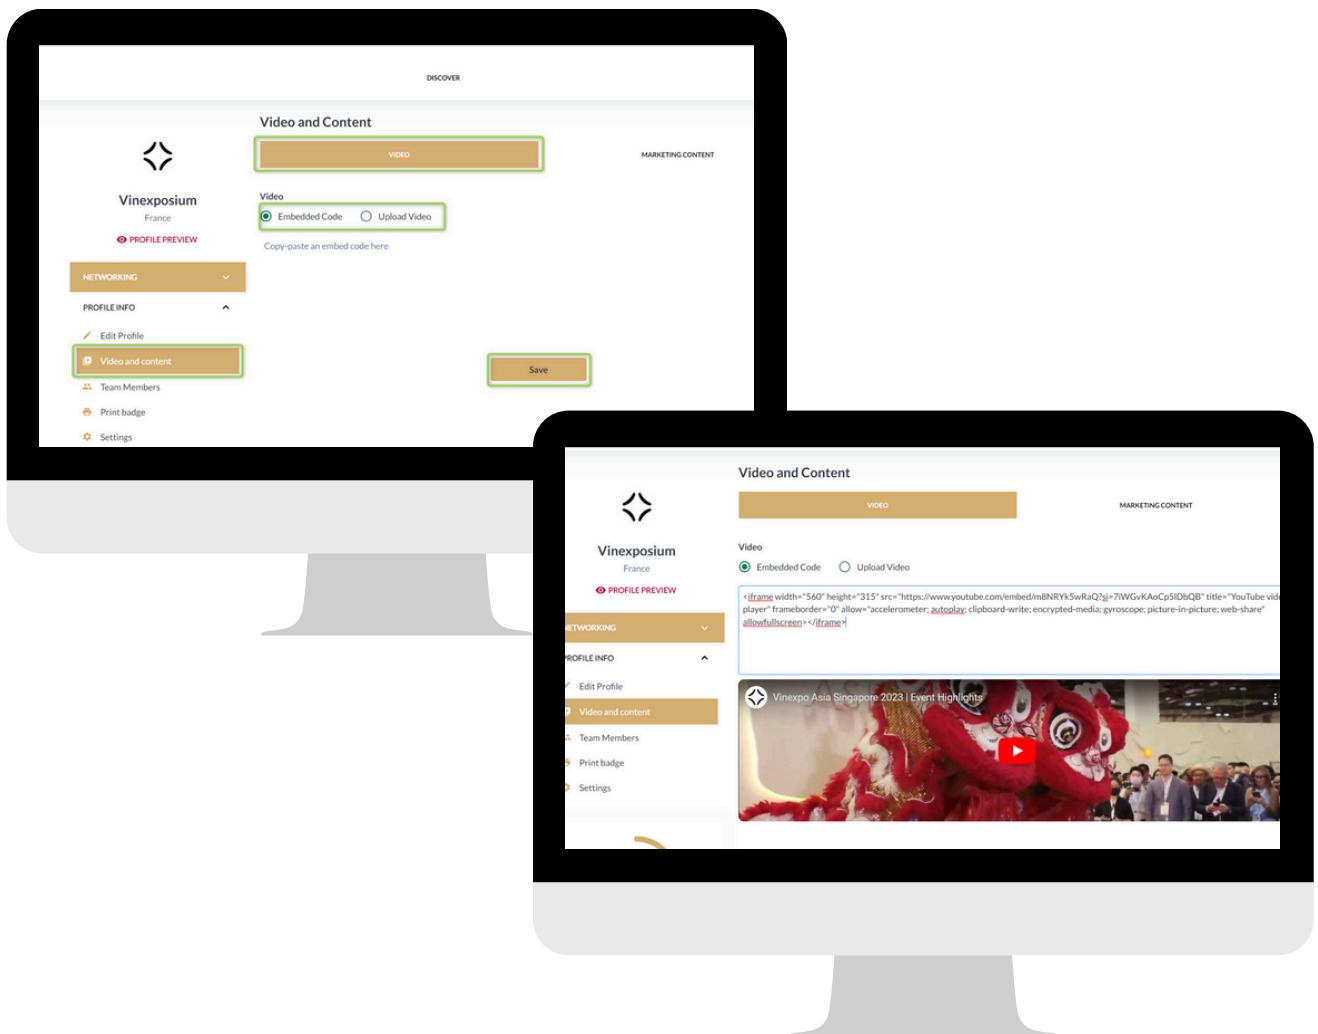 DISCOVER
Video and Content
VIDEO
MARKETING CONTENT
Vinexposium
France
PROFILE PREVIEW
Video
Embedded Code
Upload Video
Copy-paste an embed code here
NETWORKING
PROFILE INFO
Edit Profile
Video and content
Team Members
Print badge
Settings
Save
Video and Content
VIDEO
MARKETING CONTENT
Vinexposium
France
PROFILE PREVIEW
Video
Embedded Code
Upload Video
<iframe width="560" height="315" src="https://www.youtube.com/embed/m8NRYk5wRaQ?si=7iWGvKAoCp5IDbQB" title="YouTube vide
player" frameborder="0" allow="accelerometer; autoplay; clipboard-write; encrypted-media; gyroscope; picture-in-picture; web-share"
allowfullscreen></iframe>
NETWORKING
PROFILE INFO
Edit Profile
Video and content
Team Members
Print badge
Settings
Vinexpo Asia Singapore 2023 | Event Highlights